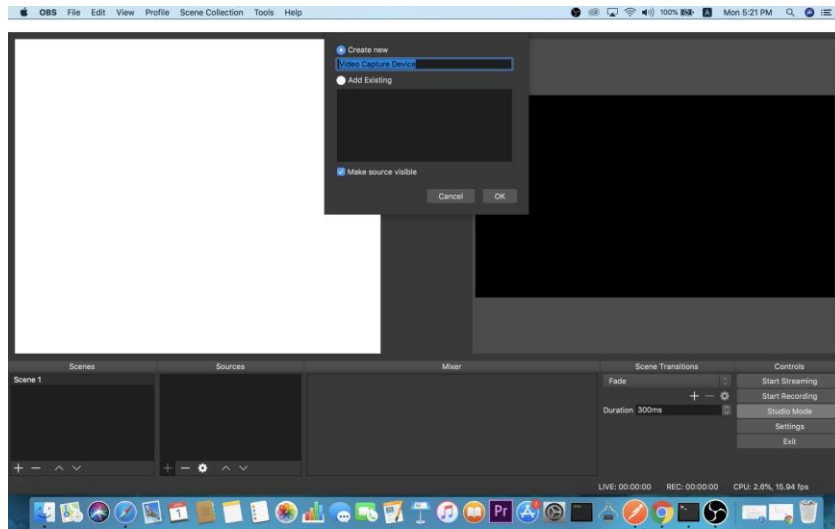 OBS File Edit View Profile Scene Collection Tools Help
100% A Mon 5:21 PM
Create new
Video Capture Device
Add Existing
Make source visible
Cancel OK
Scenes Sources Mixer Scene Transitions Controls
Scene 1
Fade
Duration 300ms
Start Streaming
Start Recording
Studio Mode
Settings
Exit
LIVE: 00:00:00 REC: 00:00:00 CPU: 2.6%, 15.94 fps
1
Pr